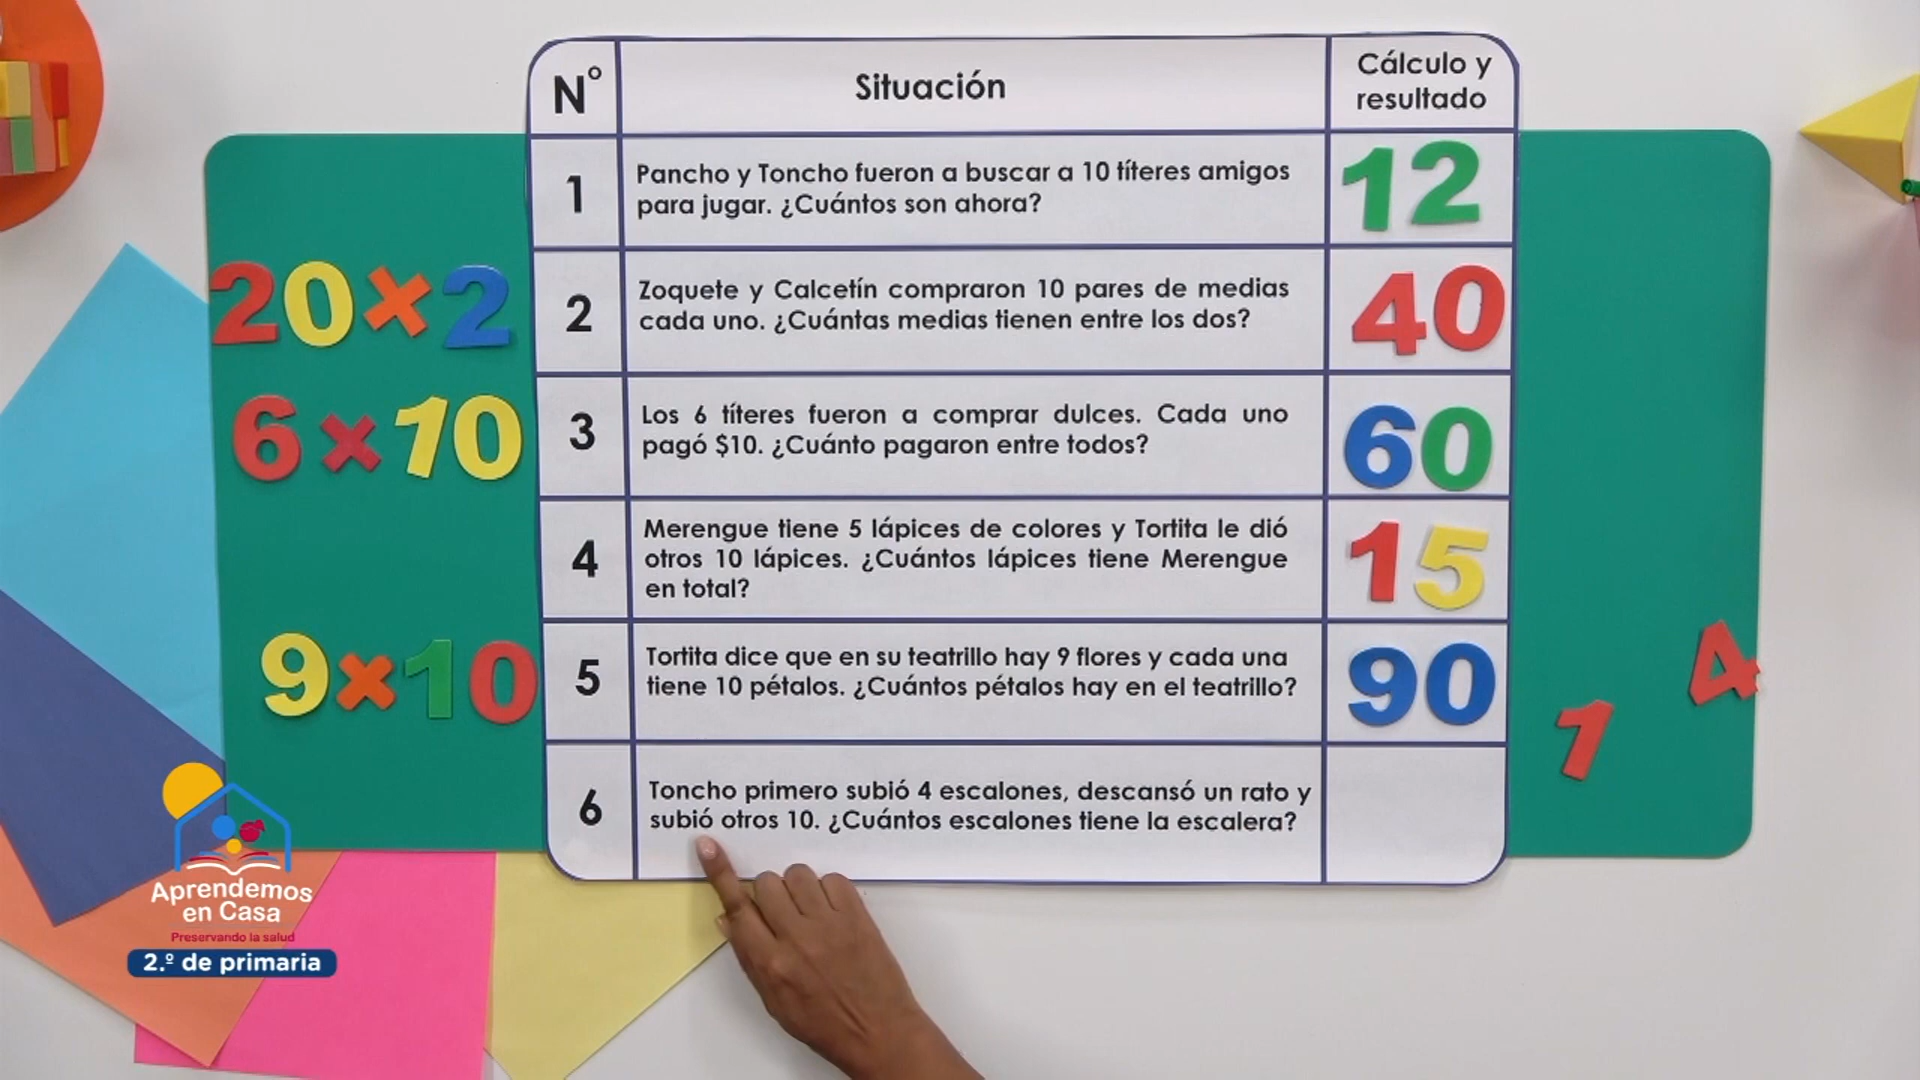 N° Situación Cálculo y
resultado
1 Pancho y Toncho fueron a buscar a 10 títeres amigos
para jugar. ¿Cuántos son ahora?
12
20×2
2 Zoquete y Calcetín compraron 10 pares de medias
cada uno. ¿Cuántas medias tienen entre los dos?
40
6×10
3 Los 6 títeres fueron a comprar dulces. Cada uno
pagó $10. ¿Cuánto pagaron entre todos?
60
4 Merengue tiene 5 lápices de colores y Tortita le dió
otros 10 lápices. ¿Cuántos lápices tiene Merengue
en total?
15
9×10
5 Tortita dice que en su teatrillo hay 9 flores y cada una
tiene 10 pétalos. ¿Cuántos pétalos hay en el teatrillo?
90
6 Toncho primero subió 4 escalones, descansó un rato y
subió otros 10. ¿Cuántos escalones tiene la escalera?
1
4
Aprendemos
en Casa
Preservando la salud
2.º de primaria